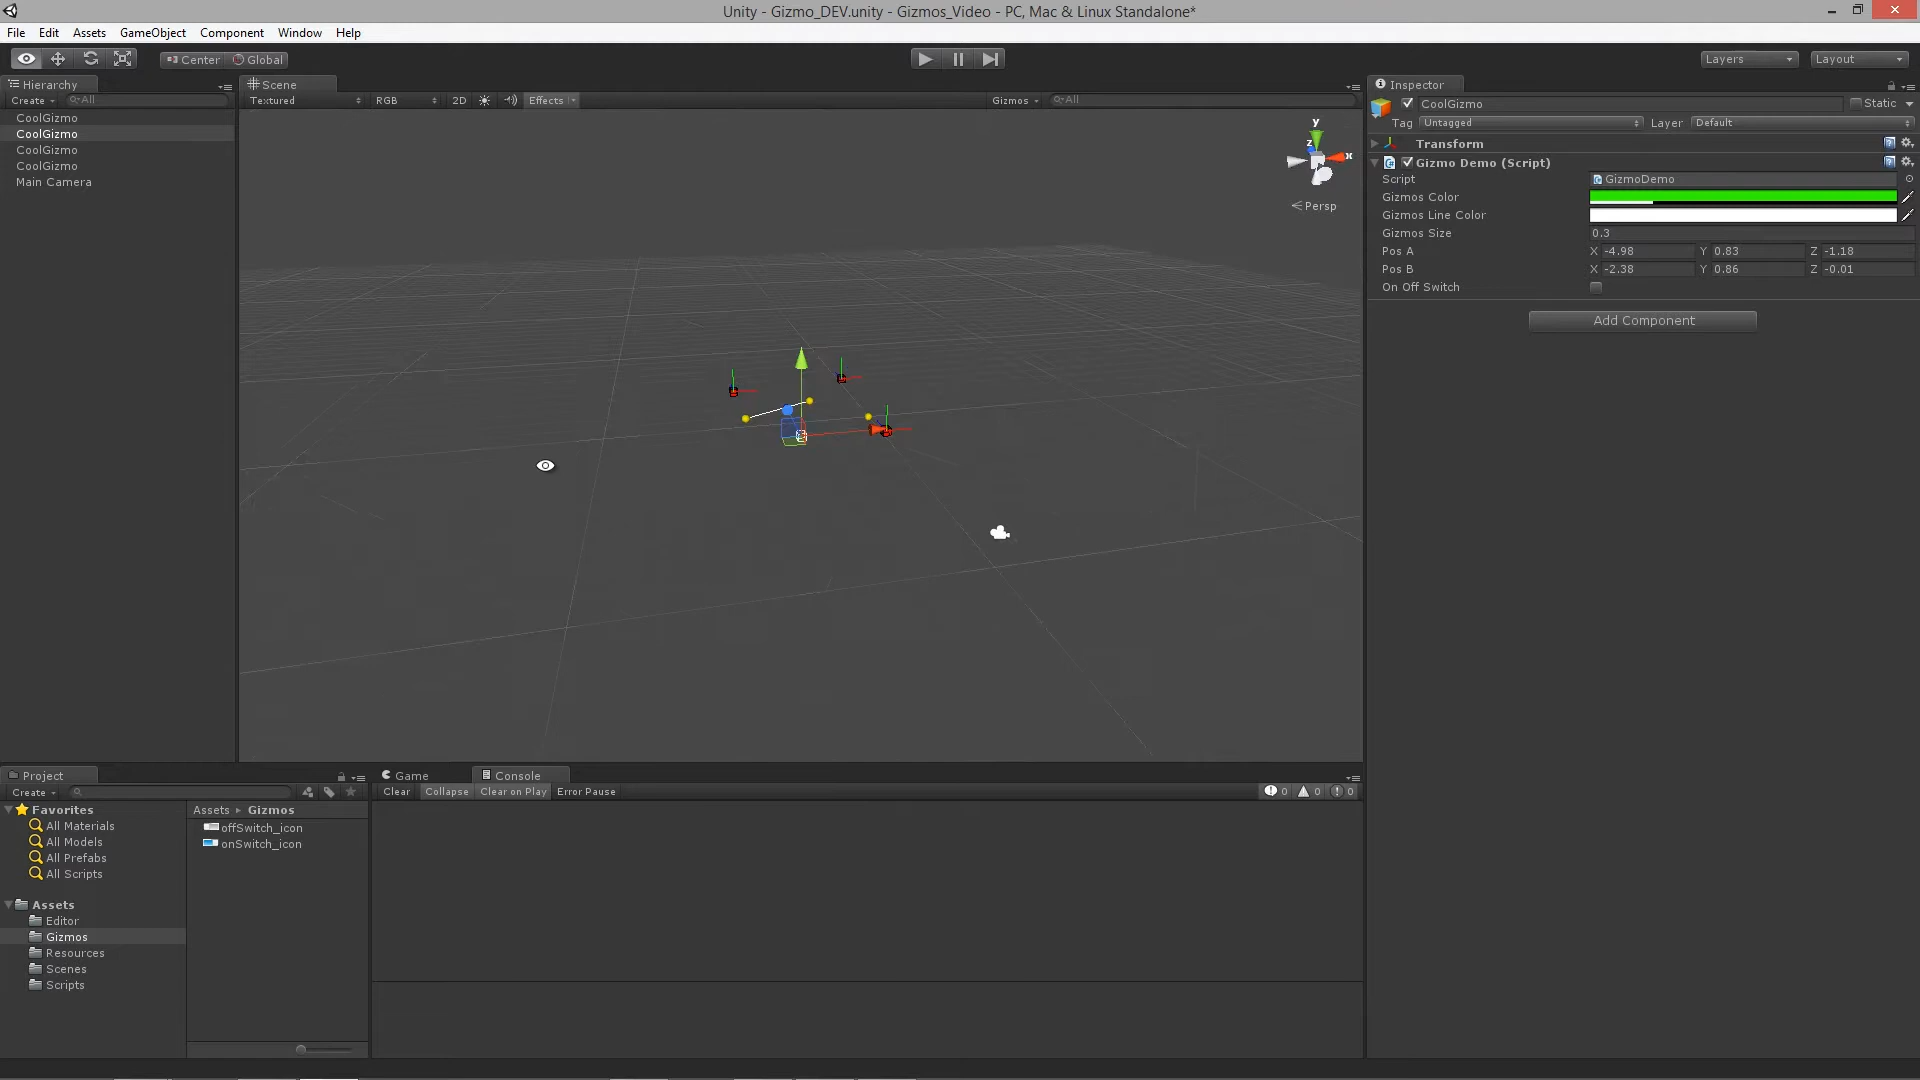 Unity - Gizmo_DEV.unity - Gizmos_Video - PC, Mac & Linux Standalone*
File Edit Assets GameObject Component Window Help
Center Global
Layers Layout
Hierarchy
Create All
CoolGizmo
CoolGizmo
CoolGizmo
CoolGizmo
Main Camera
Scene
Textured RGB 2D Effects Gizmos All
y
z
x
Persp
Inspector
CoolGizmo Static
Tag Untagged Layer Default
Transform
Gizmo Demo (Script)
Script GizmoDemo
Gizmos Color
Gizmos Line Color
Gizmos Size 0.3
Pos A X -4.98 Y 0.83 Z -1.18
Pos B X -2.38 Y 0.86 Z -0.01
On Off Switch
Add Component
Project
Create
Favorites
All Materials
All Models
All Prefabs
All Scripts
Assets
Editor
Gizmos
Resources
Scenes
Scripts
Assets Gizmos
offSwitch_icon
onSwitch_icon
Game Console
Clear Collapse Clear on Play Error Pause 0 0 0